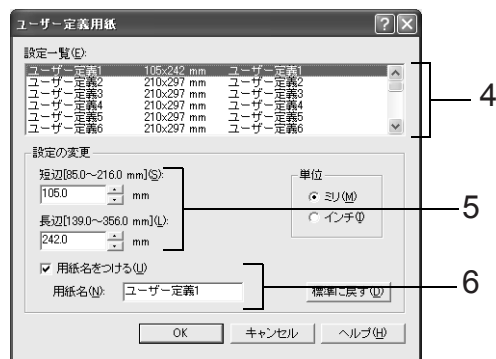 ユーザー定義用紙
設定一覧(E):
ユーザー定義1 105x242 mm ユーザー定義1
ユーザー定義2 210x297 mm ユーザー定義2
ユーザー定義3 210x297 mm ユーザー定義3
ユーザー定義4 210x297 mm ユーザー定義4
ユーザー定義5 210x297 mm ユーザー定義5
ユーザー定義6 210x297 mm ユーザー定義6
4
設定の変更
短辺[85.0～216.0 mm](S):
105.0 mm
長辺[139.0～356.0 mm](L):
242.0 mm
単位
ミリ(M)
インチ(I)
5
用紙名をつける(U)
用紙名(N): ユーザー定義1
標準に戻す(D)
6
OK キャンセル ヘルプ(H)